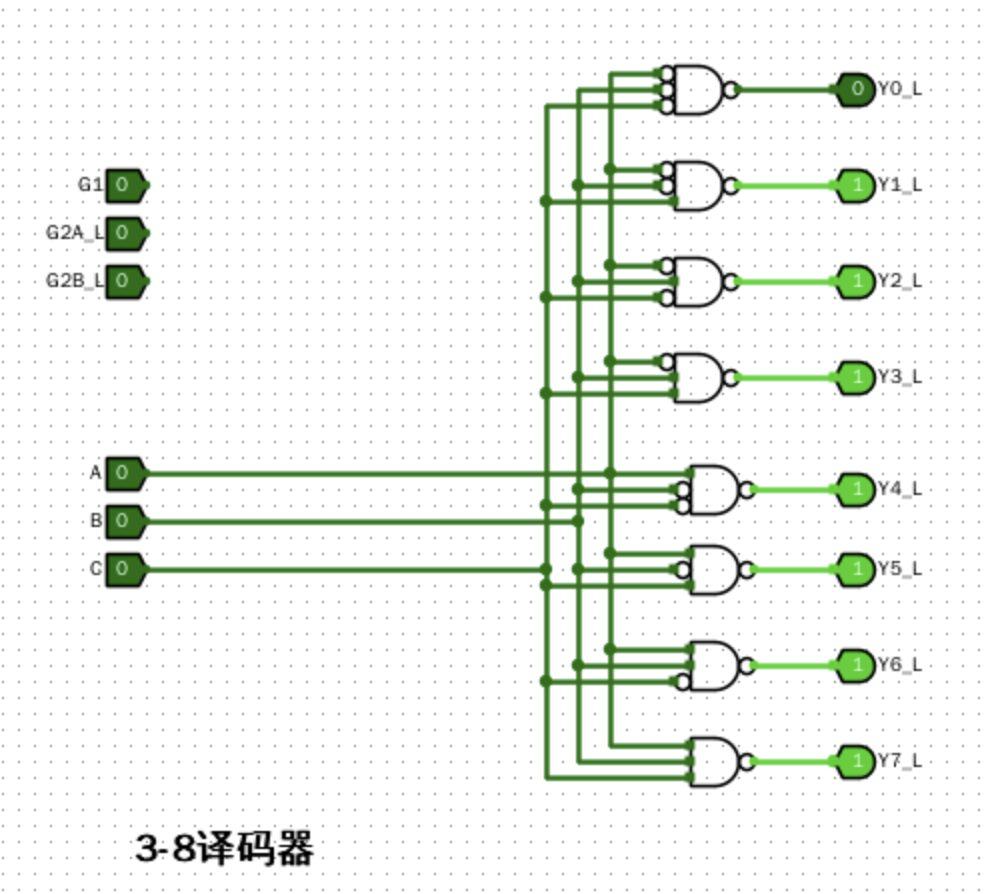 0 Y0_L
G1 0
1 Y1_L
G2A_L 0
G2B_L 0
1 Y2_L
1 Y3_L
A 0
1 Y4_L
B 0
C 0
1 Y5_L
1 Y6_L
1 Y7_L
3-8译码器